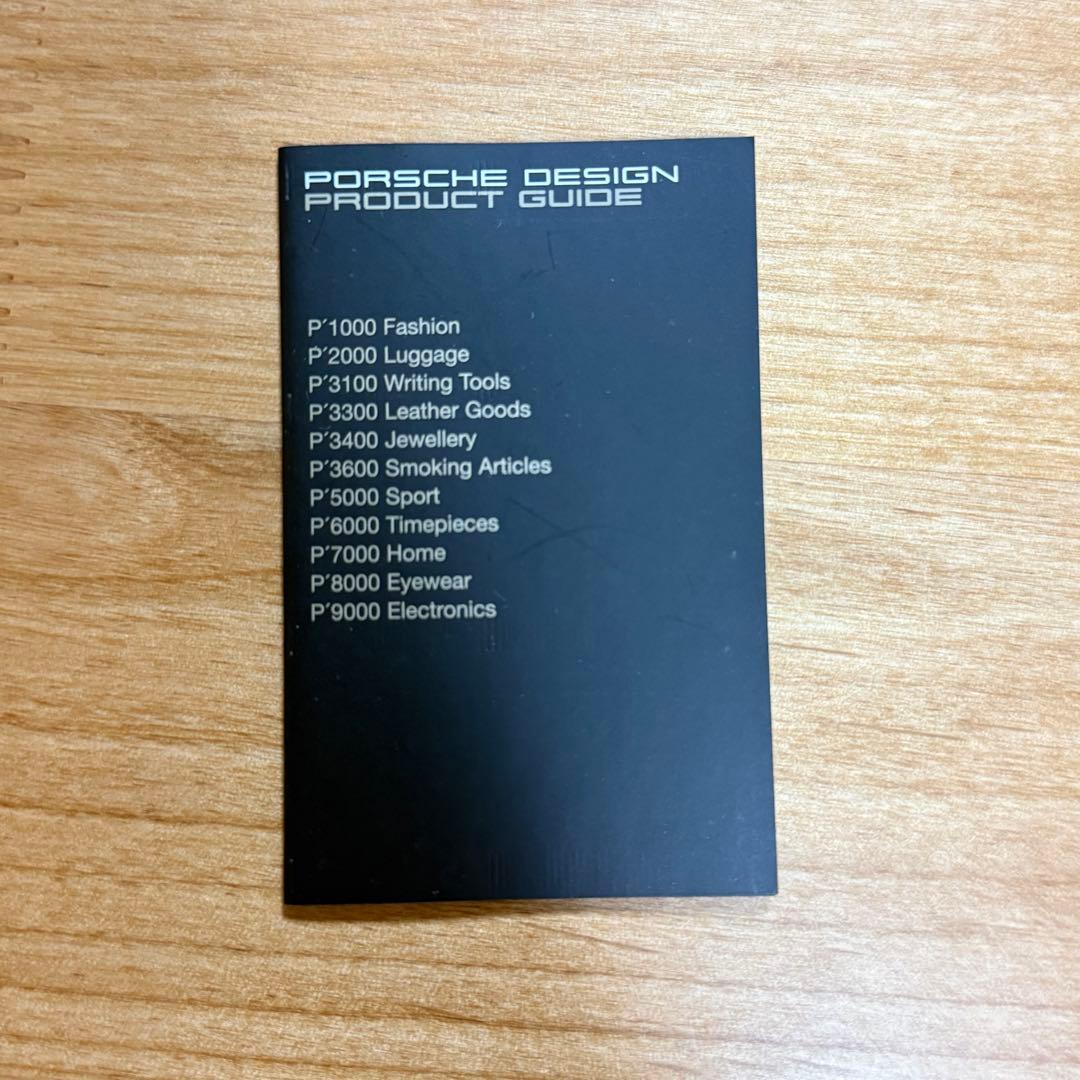 PORSCHE DESIGN
PRODUCT GUIDE
P´1000 Fashion
P´2000 Luggage
P´3100 Writing Tools
P´3300 Leather Goods
P´3400 Jewellery
P´3600 Smoking Articles
P´5000 Sport
P´6000 Timepieces
P´7000 Home
P´8000 Eyewear
P´9000 Electronics